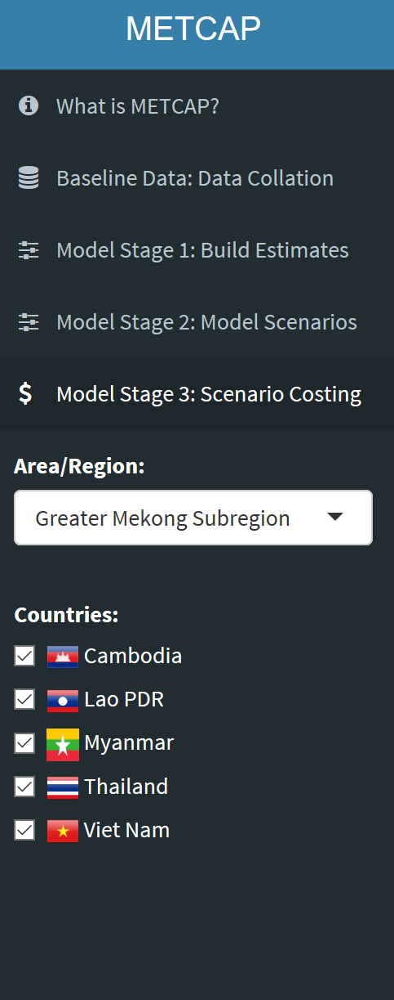 METCAP
What is METCAP?
Baseline Data: Data Collation
Model Stage 1: Build Estimates
Model Stage 2: Model Scenarios
$ Model Stage 3: Scenario Costing
Area/Region:
Greater Mekong Subregion
Countries:
Cambodia
Lao PDR
Myanmar
Thailand
Viet Nam